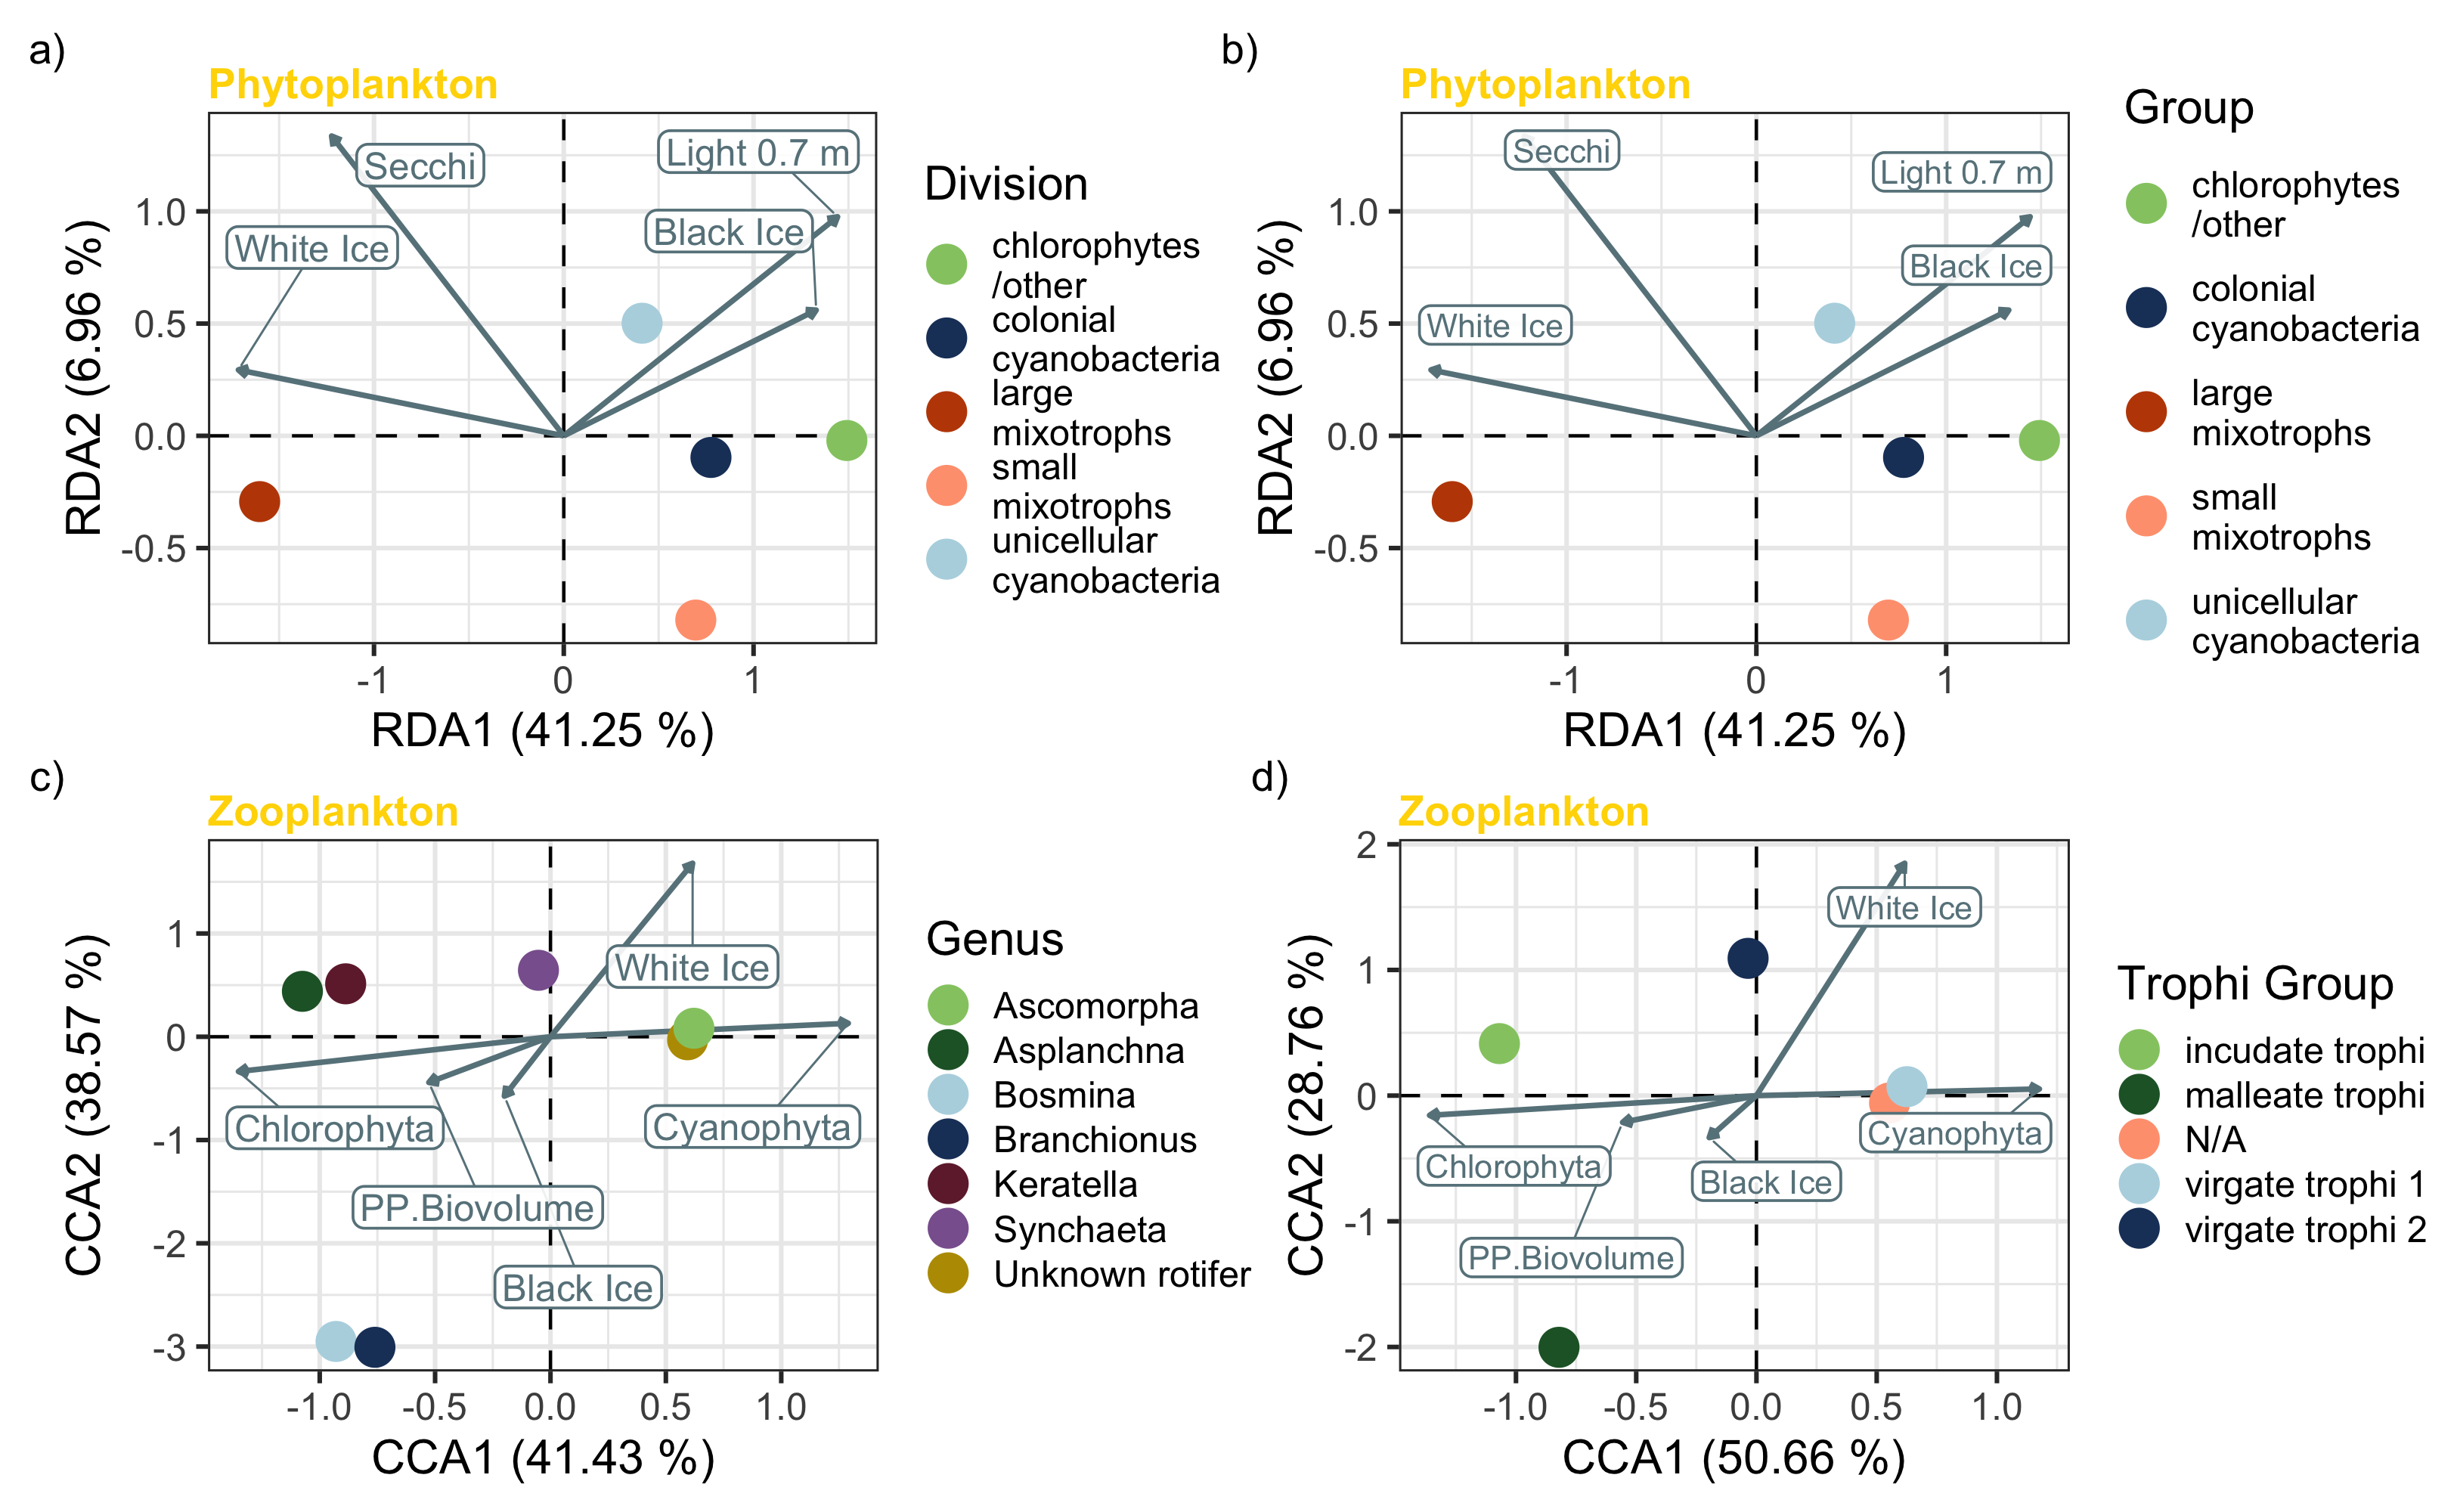 a)
Phytoplankton
Secchi
Light 0.7 m
Black Ice
White Ice
1.0
0.5
0.0
-0.5
RDA2 (6.96 %)
-1
0
1
RDA1 (41.25 %)
Division
chlorophytes
/other
colonial
cyanobacteria
large
mixotrophs
small
mixotrophs
unicellular
cyanobacteria
b)
Phytoplankton
Secchi
Light 0.7 m
Black Ice
White Ice
1.0
0.5
0.0
-0.5
RDA2 (6.96 %)
-1
0
1
RDA1 (41.25 %)
Group
chlorophytes
/other
colonial
cyanobacteria
large
mixotrophs
small
mixotrophs
unicellular
cyanobacteria
c)
Zooplankton
White Ice
Chlorophyta
Cyanophyta
PP.Biovolume
Black Ice
1
0
-1
-2
-3
CCA2 (38.57 %)
-1.0
-0.5
0.0
0.5
1.0
CCA1 (41.43 %)
Genus
Ascomorpha
Asplanchna
Bosmina
Branchionus
Keratella
Synchaeta
Unknown rotifer
d)
Zooplankton
White Ice
Cyanophyta
Chlorophyta
Black Ice
PP.Biovolume
2
1
0
-1
-2
CCA2 (28.76 %)
-1.0
-0.5
0.0
0.5
1.0
CCA1 (50.66 %)
Trophi Group
incudate trophi
malleate trophi
N/A
virgate trophi 1
virgate trophi 2